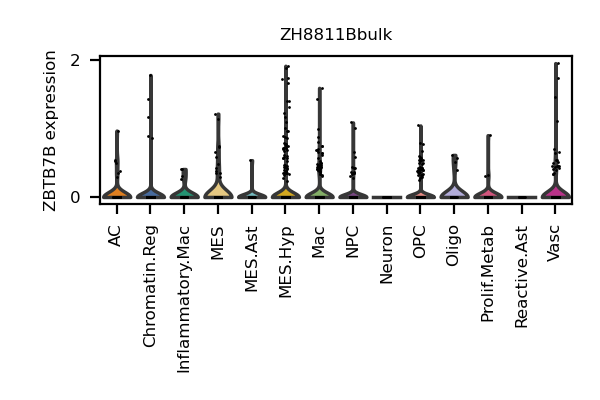 ZH8811Bbulk
ZBTB7B expression
2
0
AC
Chromatin.Reg
Inflammatory.Mac
MES
MES.Ast
MES.Hyp
Mac
NPC
Neuron
OPC
Oligo
Prolif.Metab
Reactive.Ast
Vasc